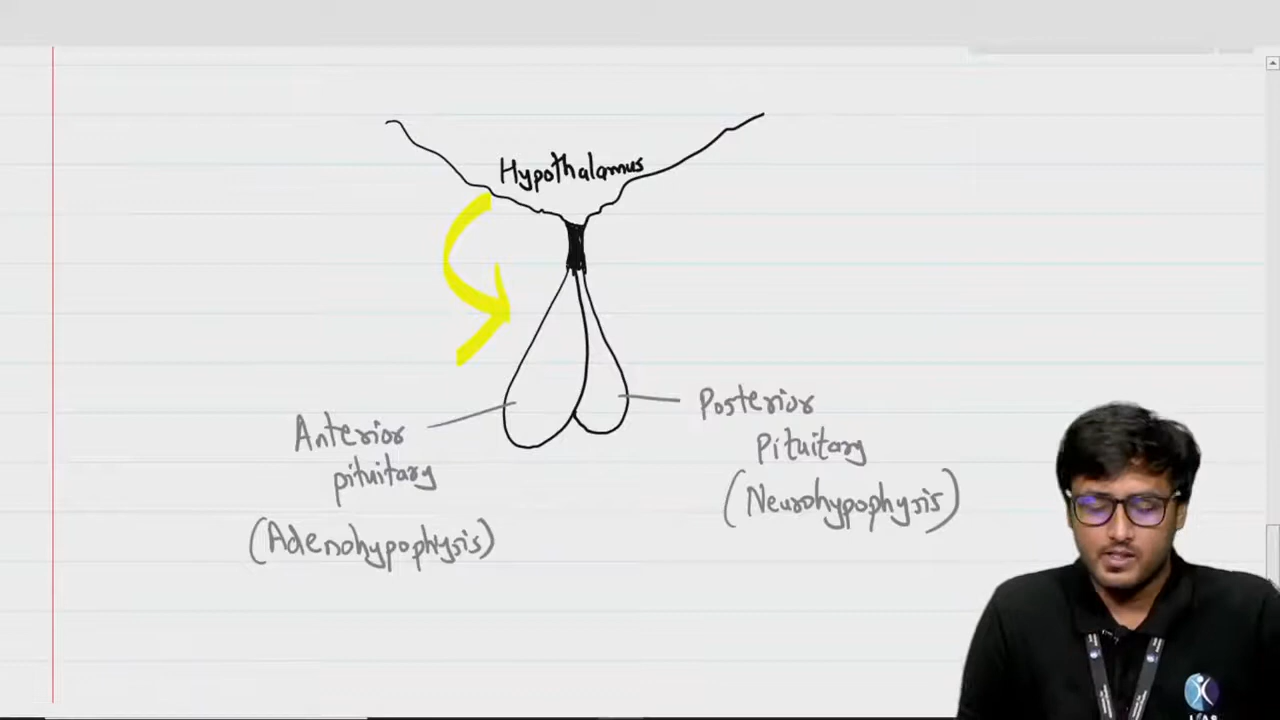 Hypothalamus
Anterior
pituitary
(Adenohypophysis)
Posterior
Pituitary
(Neurohypophysis)